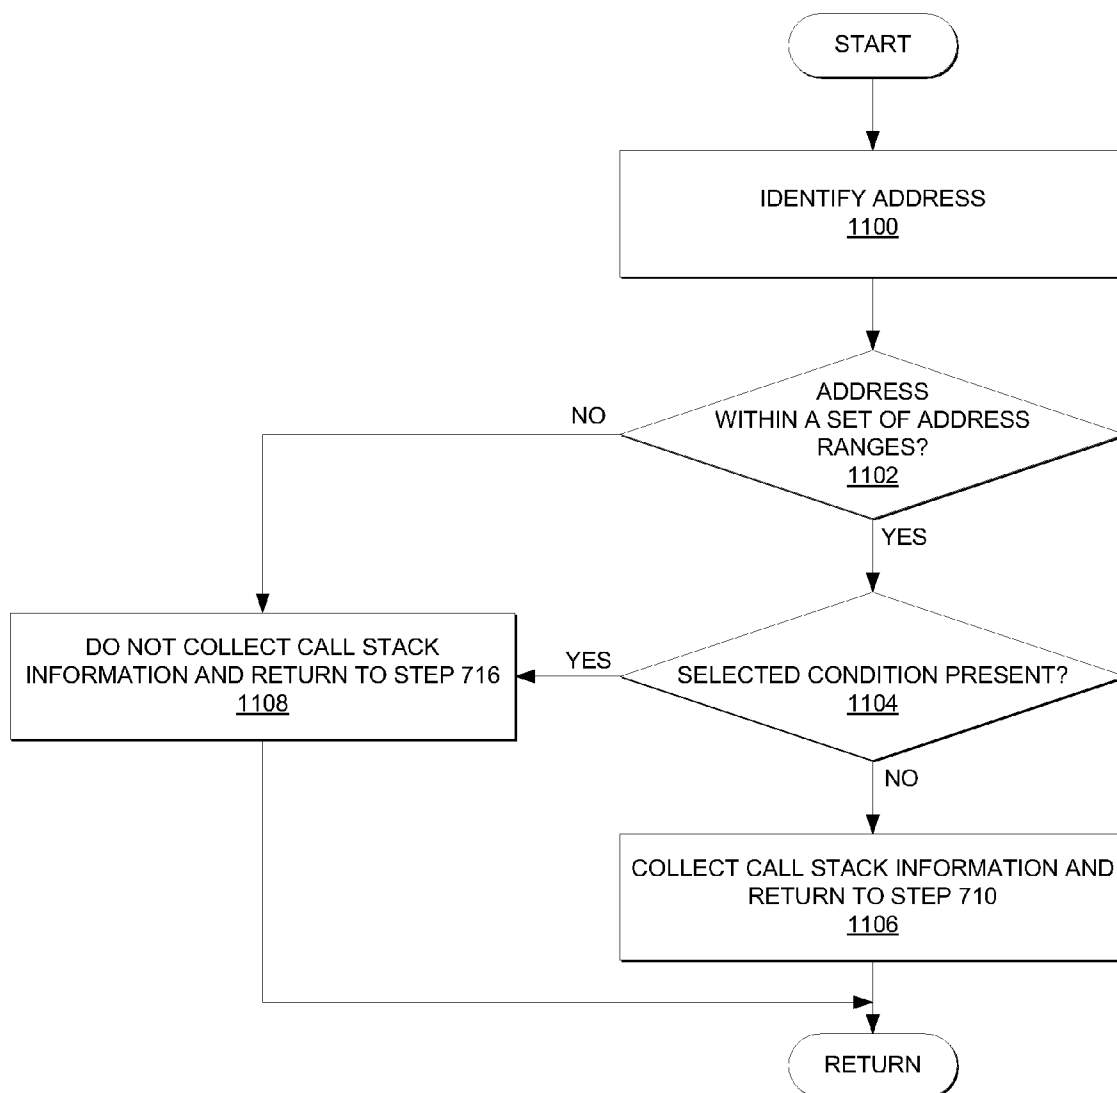 START
IDENTIFY ADDRESS
1100
ADDRESS
WITHIN A SET OF ADDRESS
RANGES?
1102
NO
YES
DO NOT COLLECT CALL STACK
INFORMATION AND RETURN TO STEP 716
1108
YES
SELECTED CONDITION PRESENT?
1104
NO
COLLECT CALL STACK INFORMATION AND
RETURN TO STEP 710
1106
RETURN